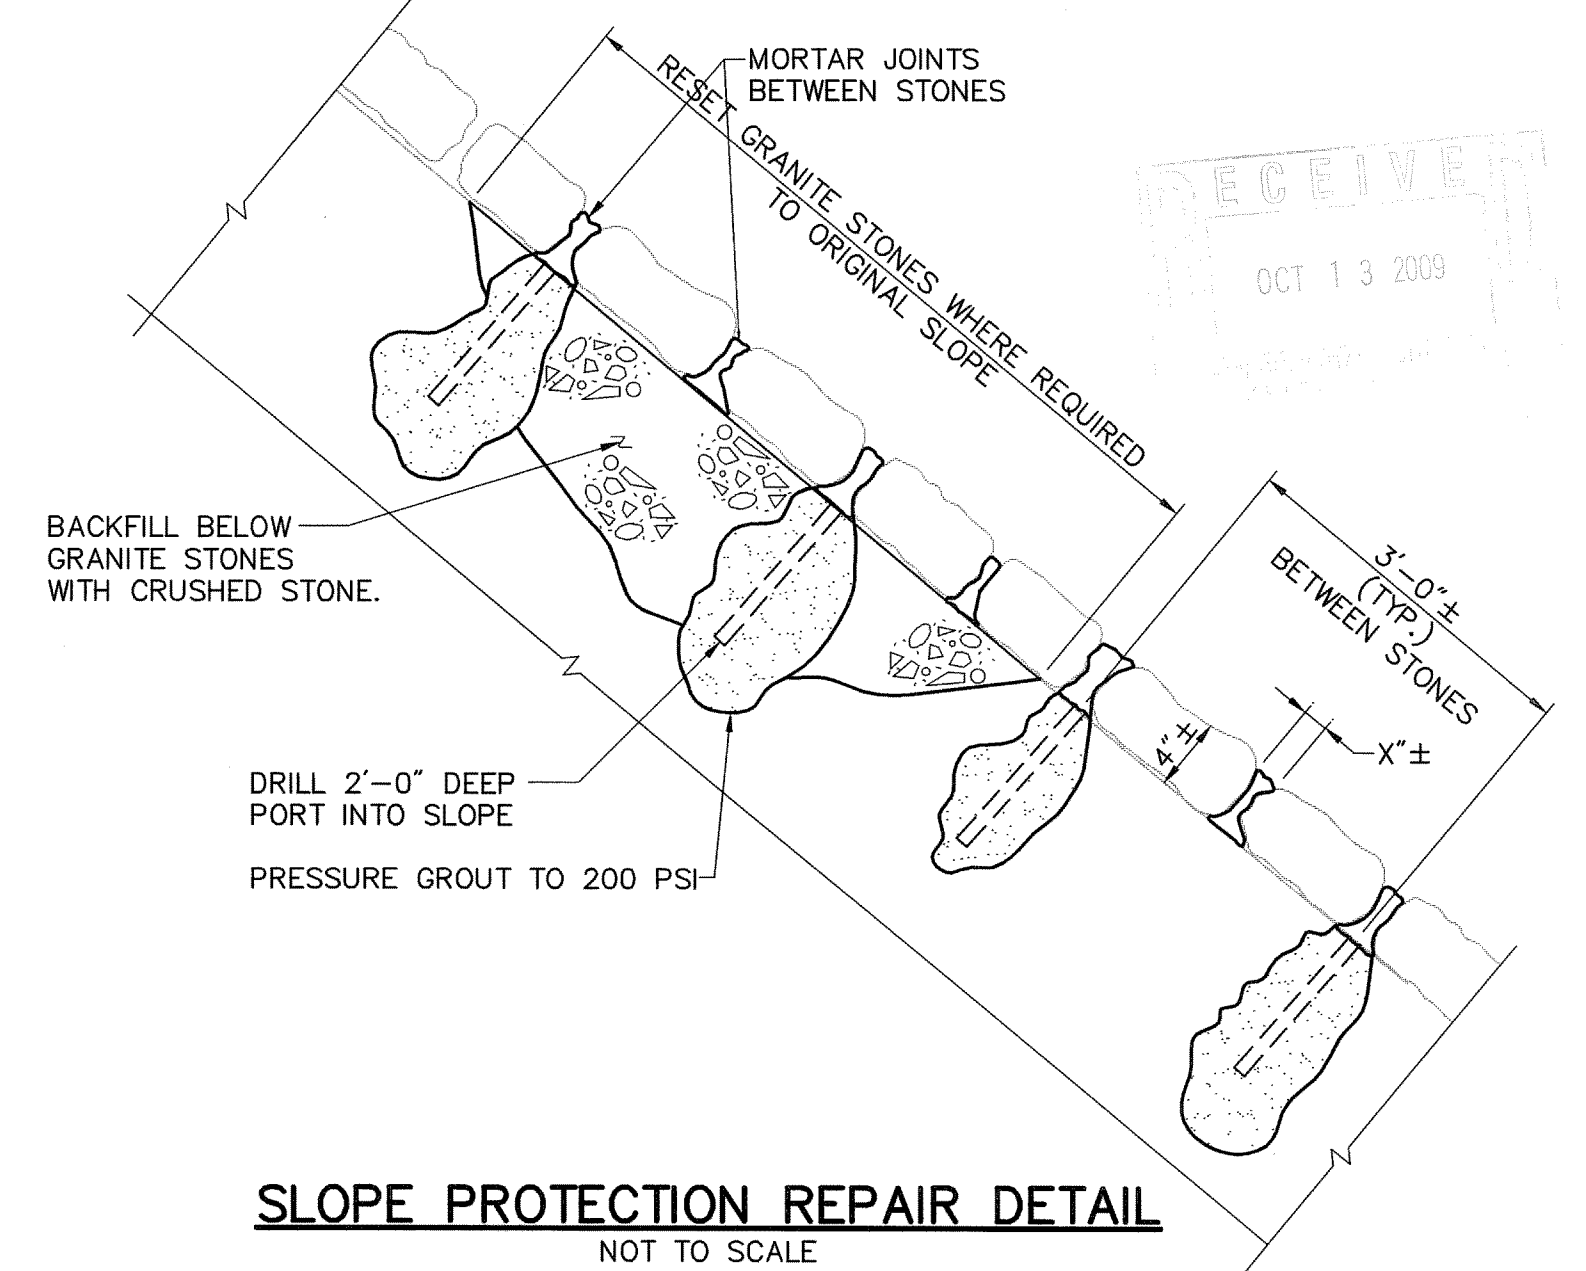 MORTAR JOINTS
BETWEEN STONES
RESET GRANITE STONES WHERE REQUIRED
TO ORIGINAL SLOPE
ECEIVE
OCT 13 2009
BACKFILL BELOW
GRANITE STONES
WITH CRUSHED STONE.
3'-0"±
(TYP.)
BETWEEN STONES
4"±
X"±
DRILL 2'-0" DEEP
PORT INTO SLOPE
PRESSURE GROUT TO 200 PSI
SLOPE PROTECTION REPAIR DETAIL
NOT TO SCALE